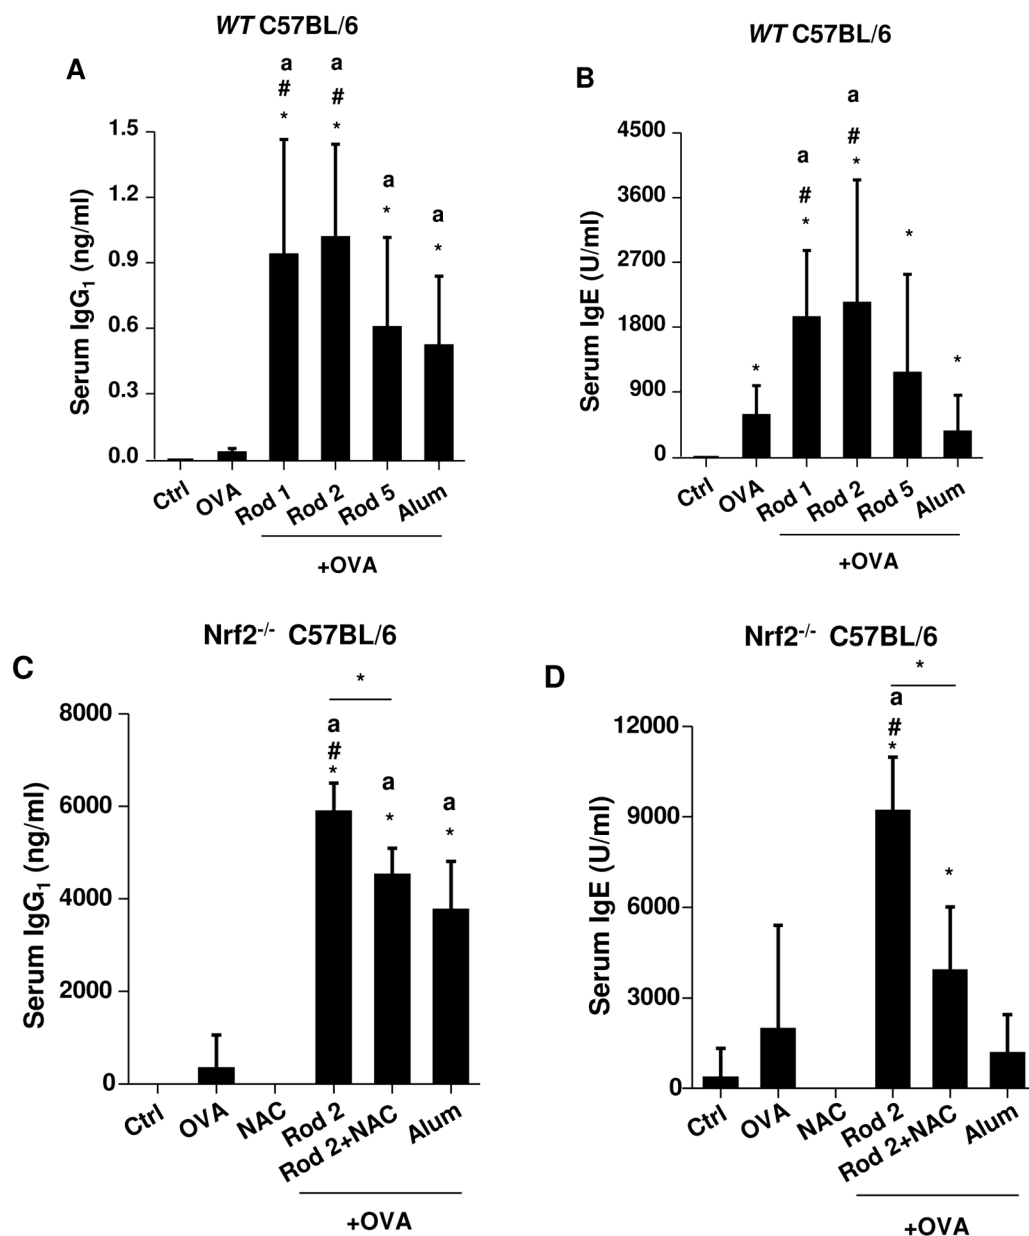 WT C57BL/6
A
a a
# #
* *
a
*
a
*
1.5
1.2
0.9
0.6
0.3
0.0
Serum IgG1 (ng/ml)
Ctrl OVA Rod 1 Rod 2 Rod 5 Alum
+OVA
WT C57BL/6
B
a
#
*
a
#
*
*
*
*
4500
3600
2700
1800
900
0
Serum IgE (U/ml)
Ctrl OVA Rod 1 Rod 2 Rod 5 Alum
+OVA
Nrf2-/- C57BL/6
C
*
a
#
*
a
*
a
*
8000
6000
4000
2000
0
Serum IgG1 (ng/ml)
Ctrl OVA NAC Rod 2 Rod 2+NAC Alum
+OVA
Nrf2-/- C57BL/6
D
*
a
#
*
*
12000
9000
6000
3000
0
Serum IgE (U/ml)
Ctrl OVA NAC Rod 2 Rod 2+NAC Alum
+OVA